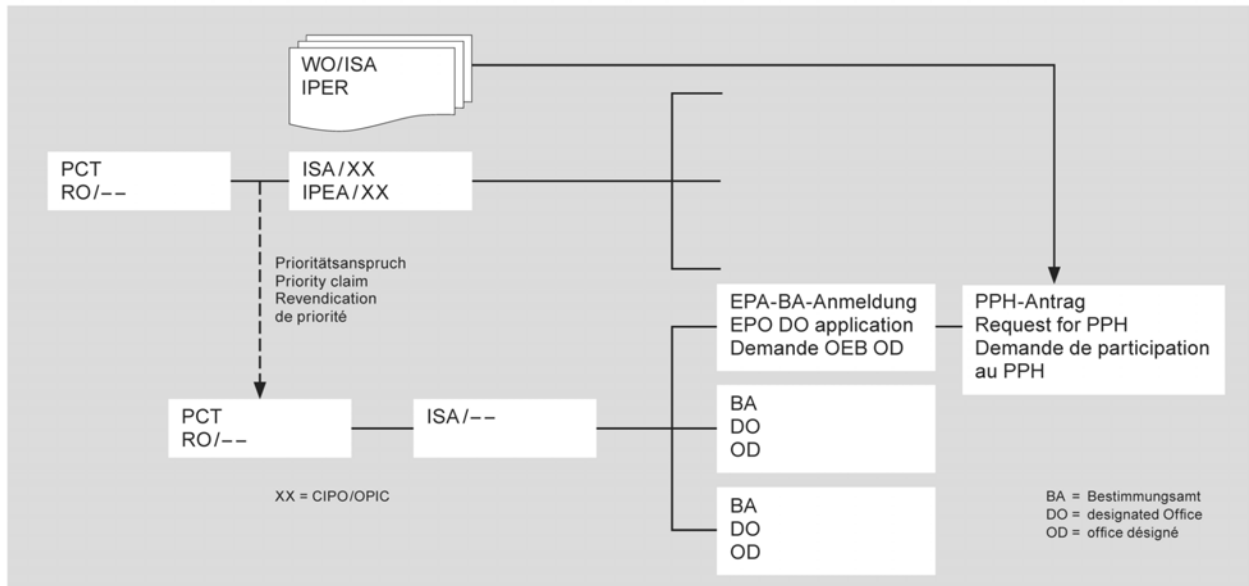 WO/ISA
IPER
PCT
RO/--
ISA/XX
IPEA/XX
Prioritätsanspruch
Priority claim
Revendication
de priorité
EPA-BA-Anmeldung
EPO DO application
Demande OEB OD
PPH-Antrag
Request for PPH
Demande de participation
au PPH
PCT
RO/--
ISA/--
BA
DO
OD
XX = CIPO/OPIC
BA
DO
OD
BA = Bestimmungsamt
DO = designated Office
OD = office désigné